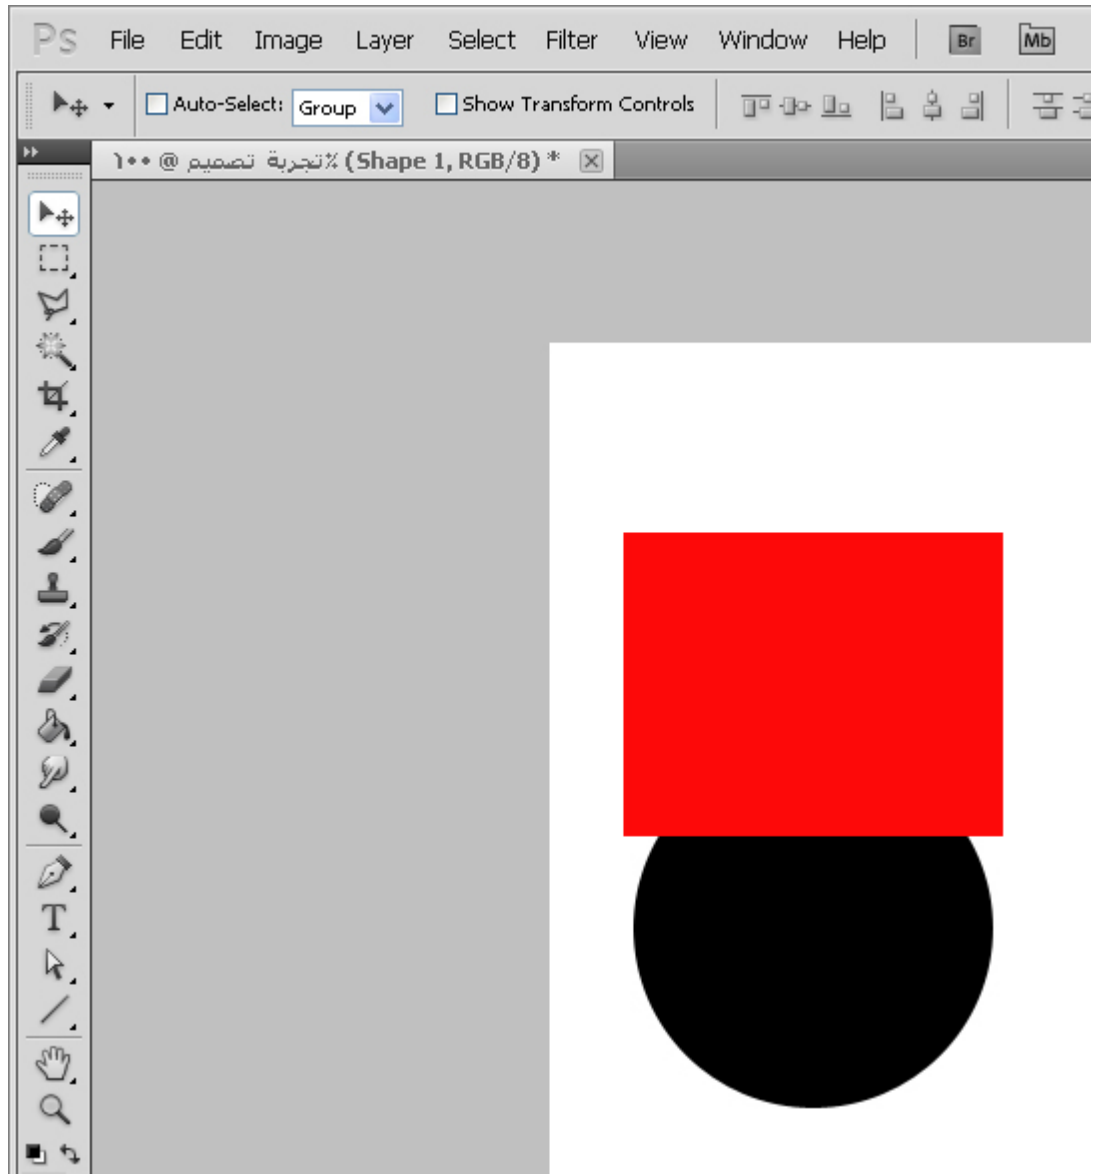 Ps File Edit Image Layer Select Filter View Window Help Br Mb
Auto-Select: Group Show Transform Controls
تجربة تصميم @ ١٠٠% (Shape 1, RGB/8) *
T